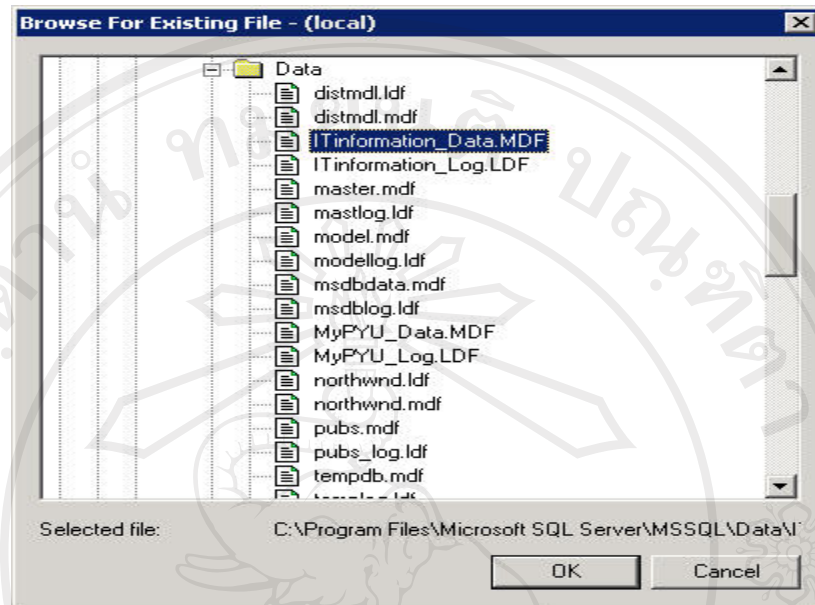 Browse For Existing File - (local)
Data
distmdl.ldf
distmdl.mdf
ITinformation_Data.MDF
ITinformation_Log.LDF
master.mdf
mastlog.ldf
model.mdf
modellog.ldf
msdbdata.mdf
msdblog.ldf
MyPYU_Data.MDF
MyPYU_Log.LDF
northwnd.ldf
northwnd.mdf
pubs.mdf
pubs_log.ldf
tempdb.mdf
Selected file: C:\Program Files\Microsoft SQL Server\MSSQL\Data\I
OK Cancel